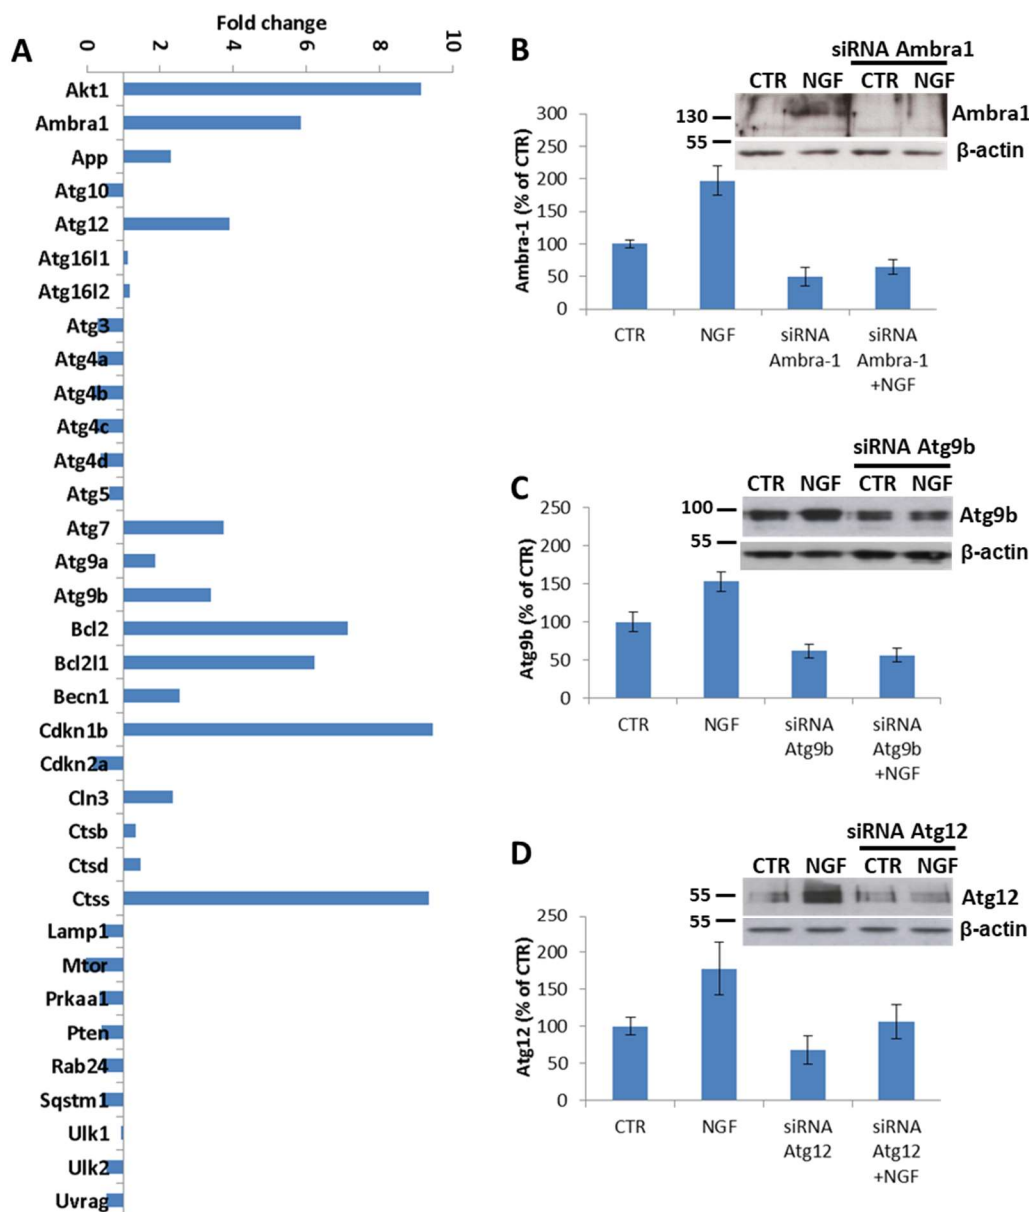 A
Fold change
0 2 4 6 8 10
Akt1
Ambra1
App
Atg10
Atg12
Atg16l1
Atg16l2
Atg3
Atg4a
Atg4b
Atg4c
Atg4d
Atg5
Atg7
Atg9a
Atg9b
Bcl2
Bcl2l1
Becn1
Cdkn1b
Cdkn2a
Cln3
Ctsb
Ctsd
Ctss
Lamp1
Mtor
Prkaa1
Pten
Rab24
Sqstm1
Ulk1
Ulk2
Uvrag
B
siRNA Ambra1
CTR NGF CTR NGF
130
Ambra1
55
β-actin
Ambra-1 (% of CTR)
300
250
200
150
100
50
0
CTR
NGF
siRNA
Ambra-1
siRNA
Ambra-1
+NGF
C
siRNA Atg9b
CTR NGF CTR NGF
100
Atg9b
55
β-actin
Atg9b (% of CTR)
250
200
150
100
50
0
CTR
NGF
siRNA
Atg9b
siRNA
Atg9b
+NGF
D
siRNA Atg12
CTR NGF CTR NGF
55
Atg12
55
β-actin
Atg12 (% of CTR)
250
200
150
100
50
0
CTR
NGF
siRNA
Atg12
siRNA
Atg12
+NGF